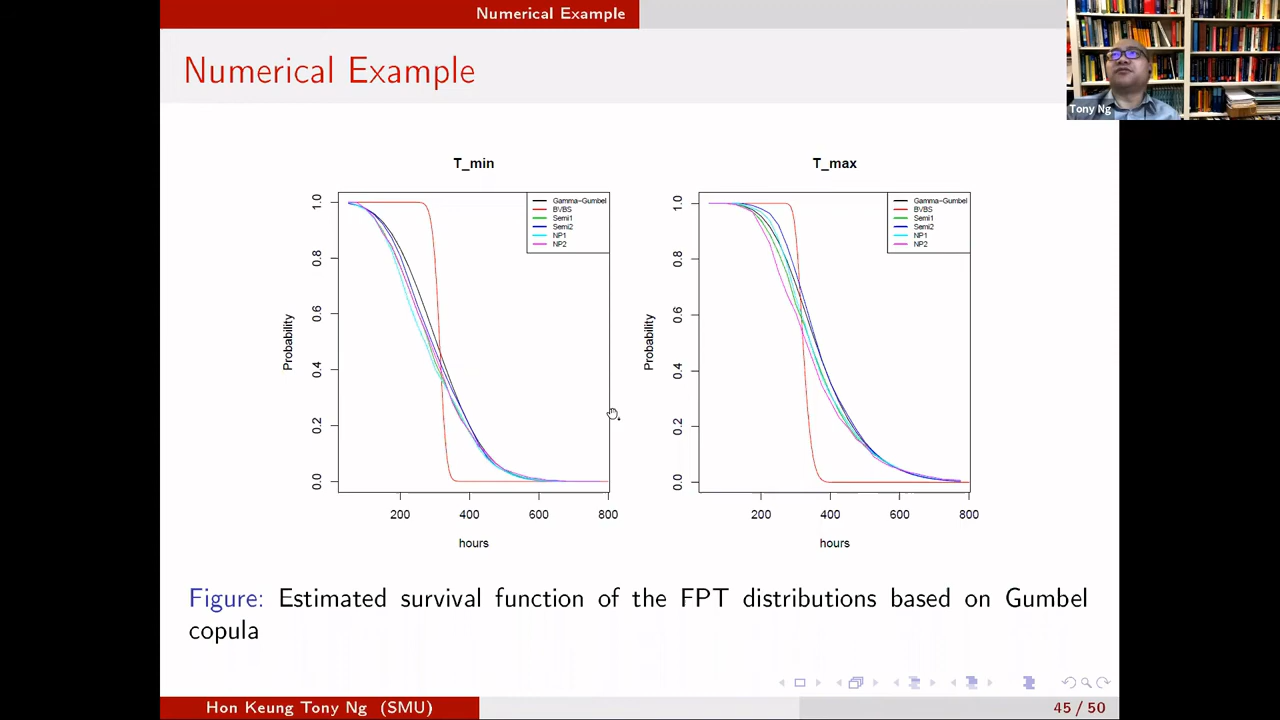 Numerical Example
Numerical Example
Tony Ng
T_min
T_max
Gamma-Gumbel
BVBS
Semi1
Semi2
NP1
NP2
Gamma-Gumbel
BVBS
Semi1
Semi2
NP1
NP2
Probability
1.0
0.8
0.6
0.4
0.2
0.0
200 400 600 800
hours
Probability
1.0
0.8
0.6
0.4
0.2
0.0
200 400 600 800
hours
Figure: Estimated survival function of the FPT distributions based on Gumbel
copula
Hon Keung Tony Ng (SMU)
45 / 50